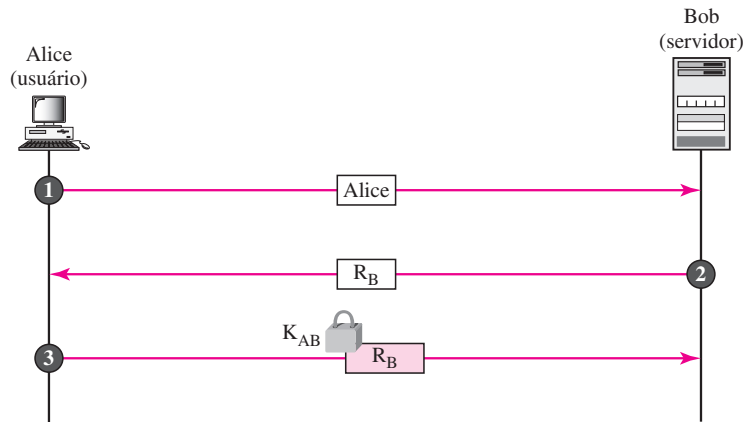 Alice
(usuário)
Bob
(servidor)
1
Alice
R_B
2
K_AB
3
R_B